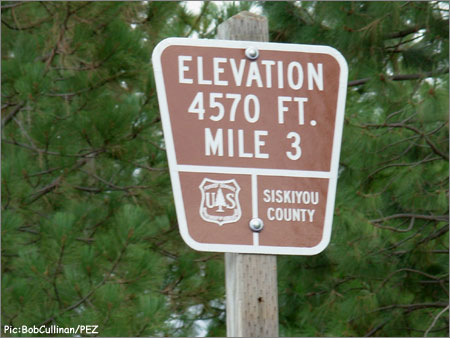 ELEVATION
4570 FT.
MILE 3
US
SISKIYOU
COUNTY
Pic:BobCullinan/PEZ